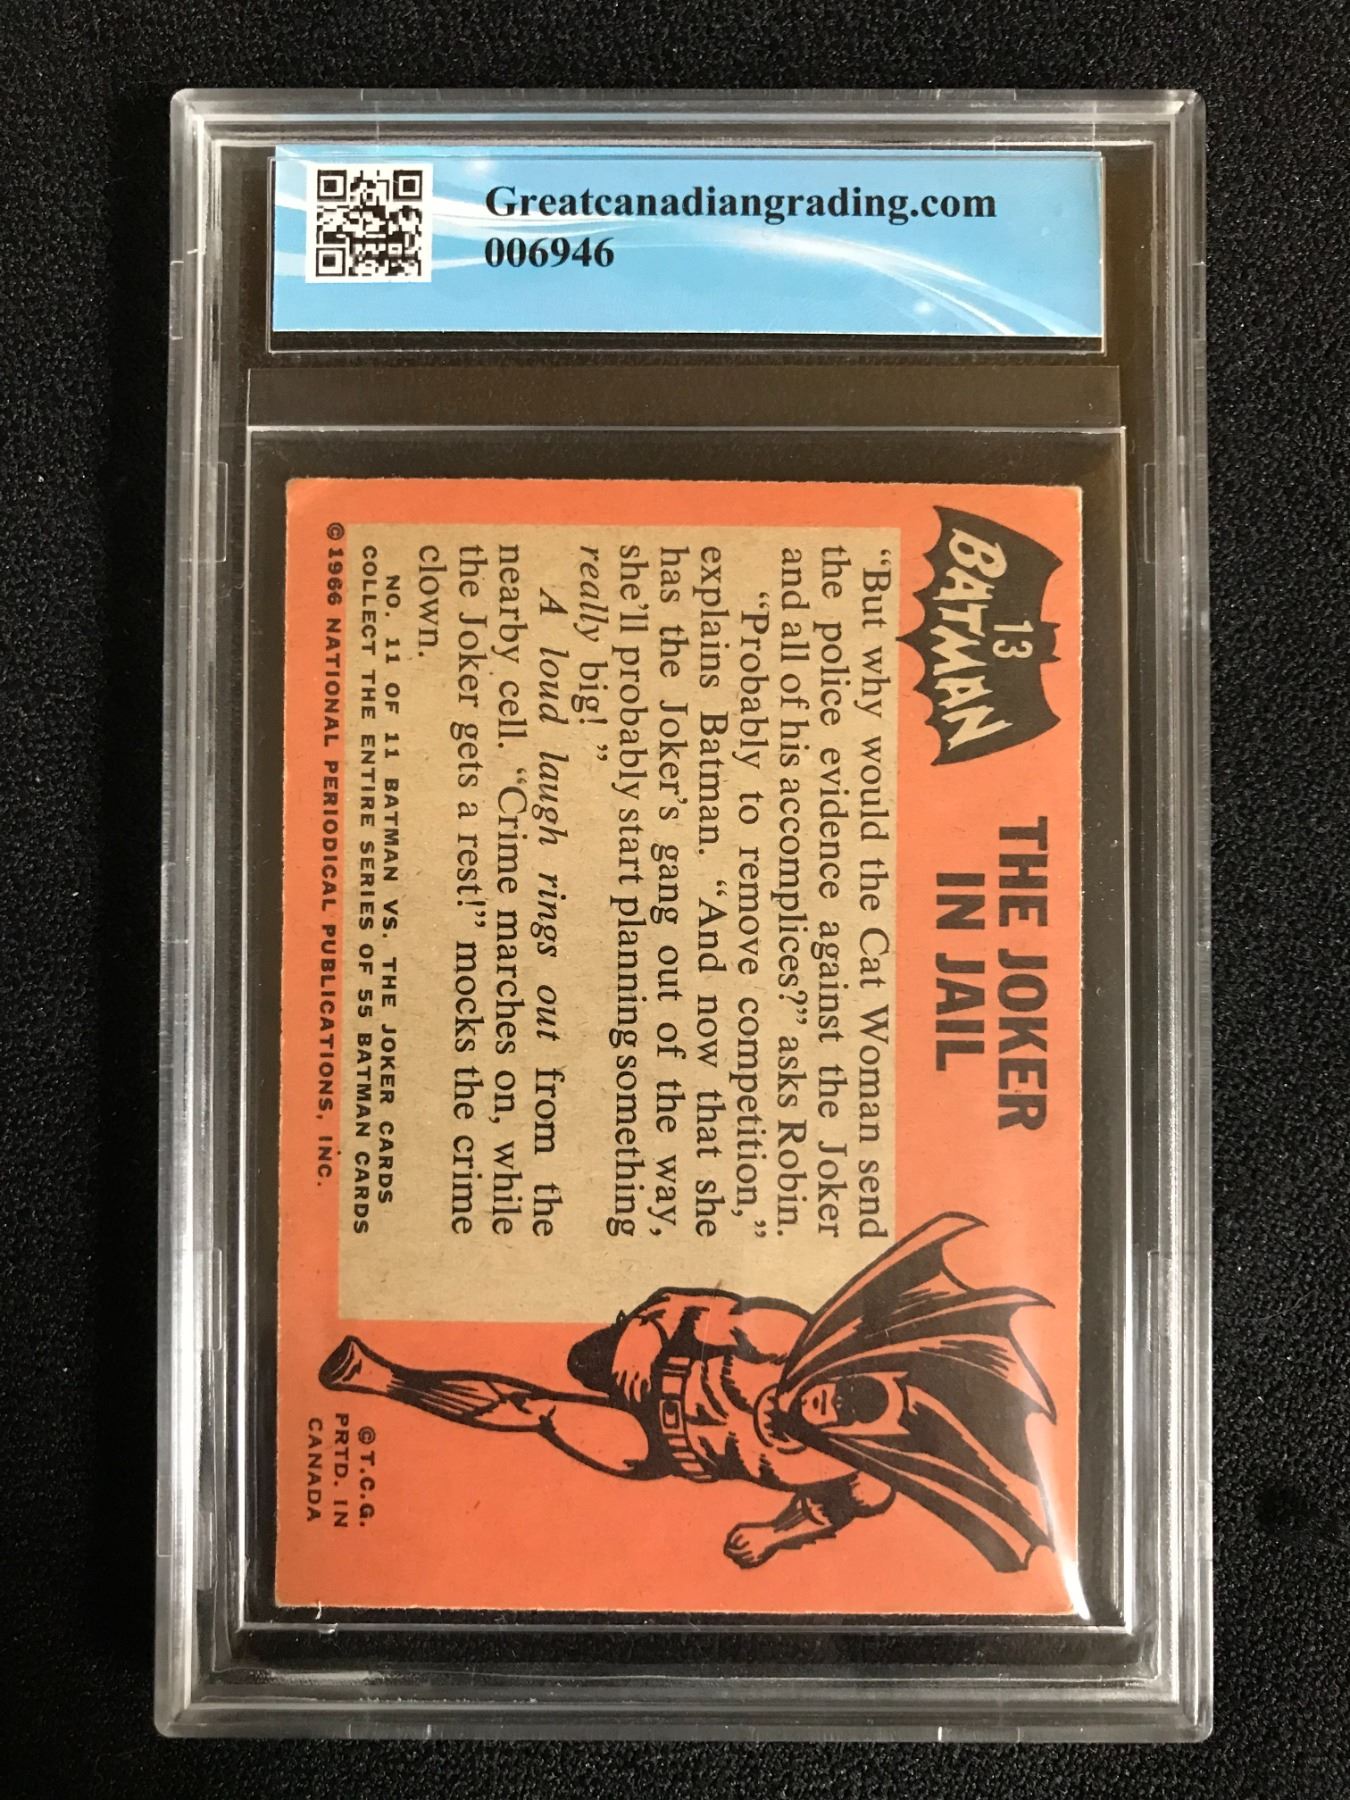 Greatcanadiangrading.com
006946
13
BATMAN
THE JOKER
IN JAIL
“But why would the Cat Woman send
the police evidence against the Joker
and all of his accomplices?” asks Robin.
“Probably to remove competition,”
explains Batman. “And now that she
has the Joker’s gang out of the way,
she’ll probably start planning something
really big!”
A loud laugh rings out from the
nearby cell. “Crime marches on, while
the Joker gets a rest!” mocks the crime
clown.
NO. 11 OF 11 BATMAN VS. THE JOKER CARDS
COLLECT THE ENTIRE SERIES OF 55 BATMAN CARDS
© 1966 NATIONAL PERIODICAL PUBLICATIONS, INC.
© T.C.G.
PRTD. IN
CANADA